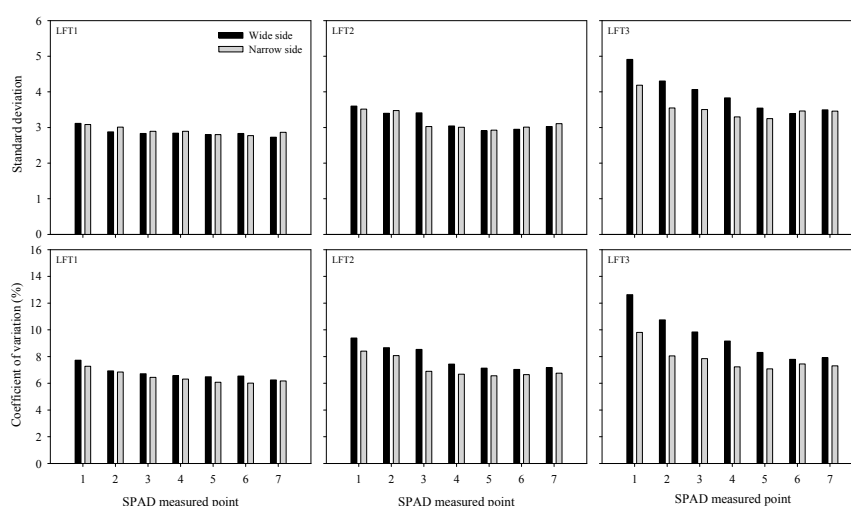 LFT1
Wide side
Narrow side
LFT2
LFT3
Standard deviation
6
5
4
3
2
1
0
LFT1
LFT2
LFT3
Coefficient of variation (%)
16
14
12
10
8
6
4
2
0
1 2 3 4 5 6 7
1 2 3 4 5 6 7
1 2 3 4 5 6 7
SPAD measured point
SPAD measured point
SPAD measured point